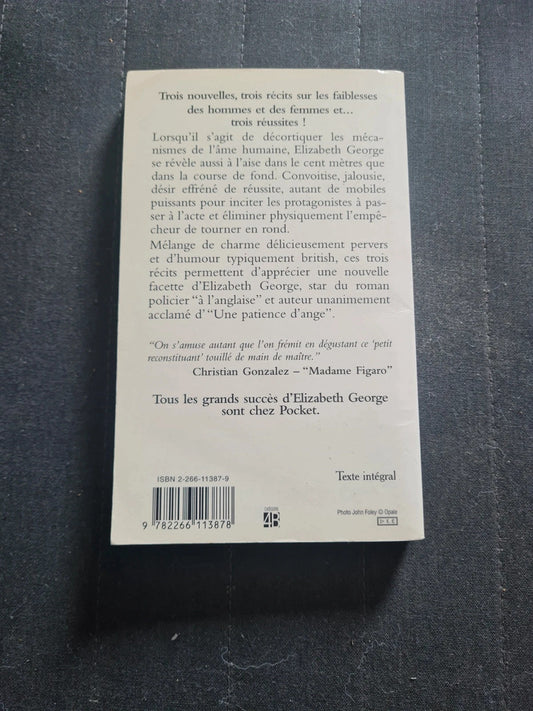 Trois nouvelles, trois récits sur les faiblesses
des hommes et des femmes et...
trois réussites !
Lorsqu'il s'agit de décortiquer les méca-
nismes de l'âme humaine, Elizabeth George
se révèle aussi à l'aise dans le cent mètres que
dans la course de fond. Convoitise, jalousie,
désir effréné de réussite, autant de mobiles
puissants pour inciter les protagonistes à pas-
ser à l'acte et éliminer physiquement l'empê-
cheur de tourner en rond.
Mélange de charme délicieusement pervers
et d'humour typiquement british, ces trois
récits permettent d'apprécier une nouvelle
facette d'Elizabeth George, star du roman
policier "à l'anglaise" et auteur unanimement
acclamé d' "Une patience d'ange".
"On s'amuse autant que l'on frémit en dégustant ce 'petit
reconstituant' touillé de main de maître."
Christian Gonzalez – "Madame Figaro"
Tous les grands succès d'Elizabeth George
sont chez Pocket.
Texte intégral
ISBN 2-266-11387-9
9 782266 113878
catégorie
4B
Photo John Foley © Opale